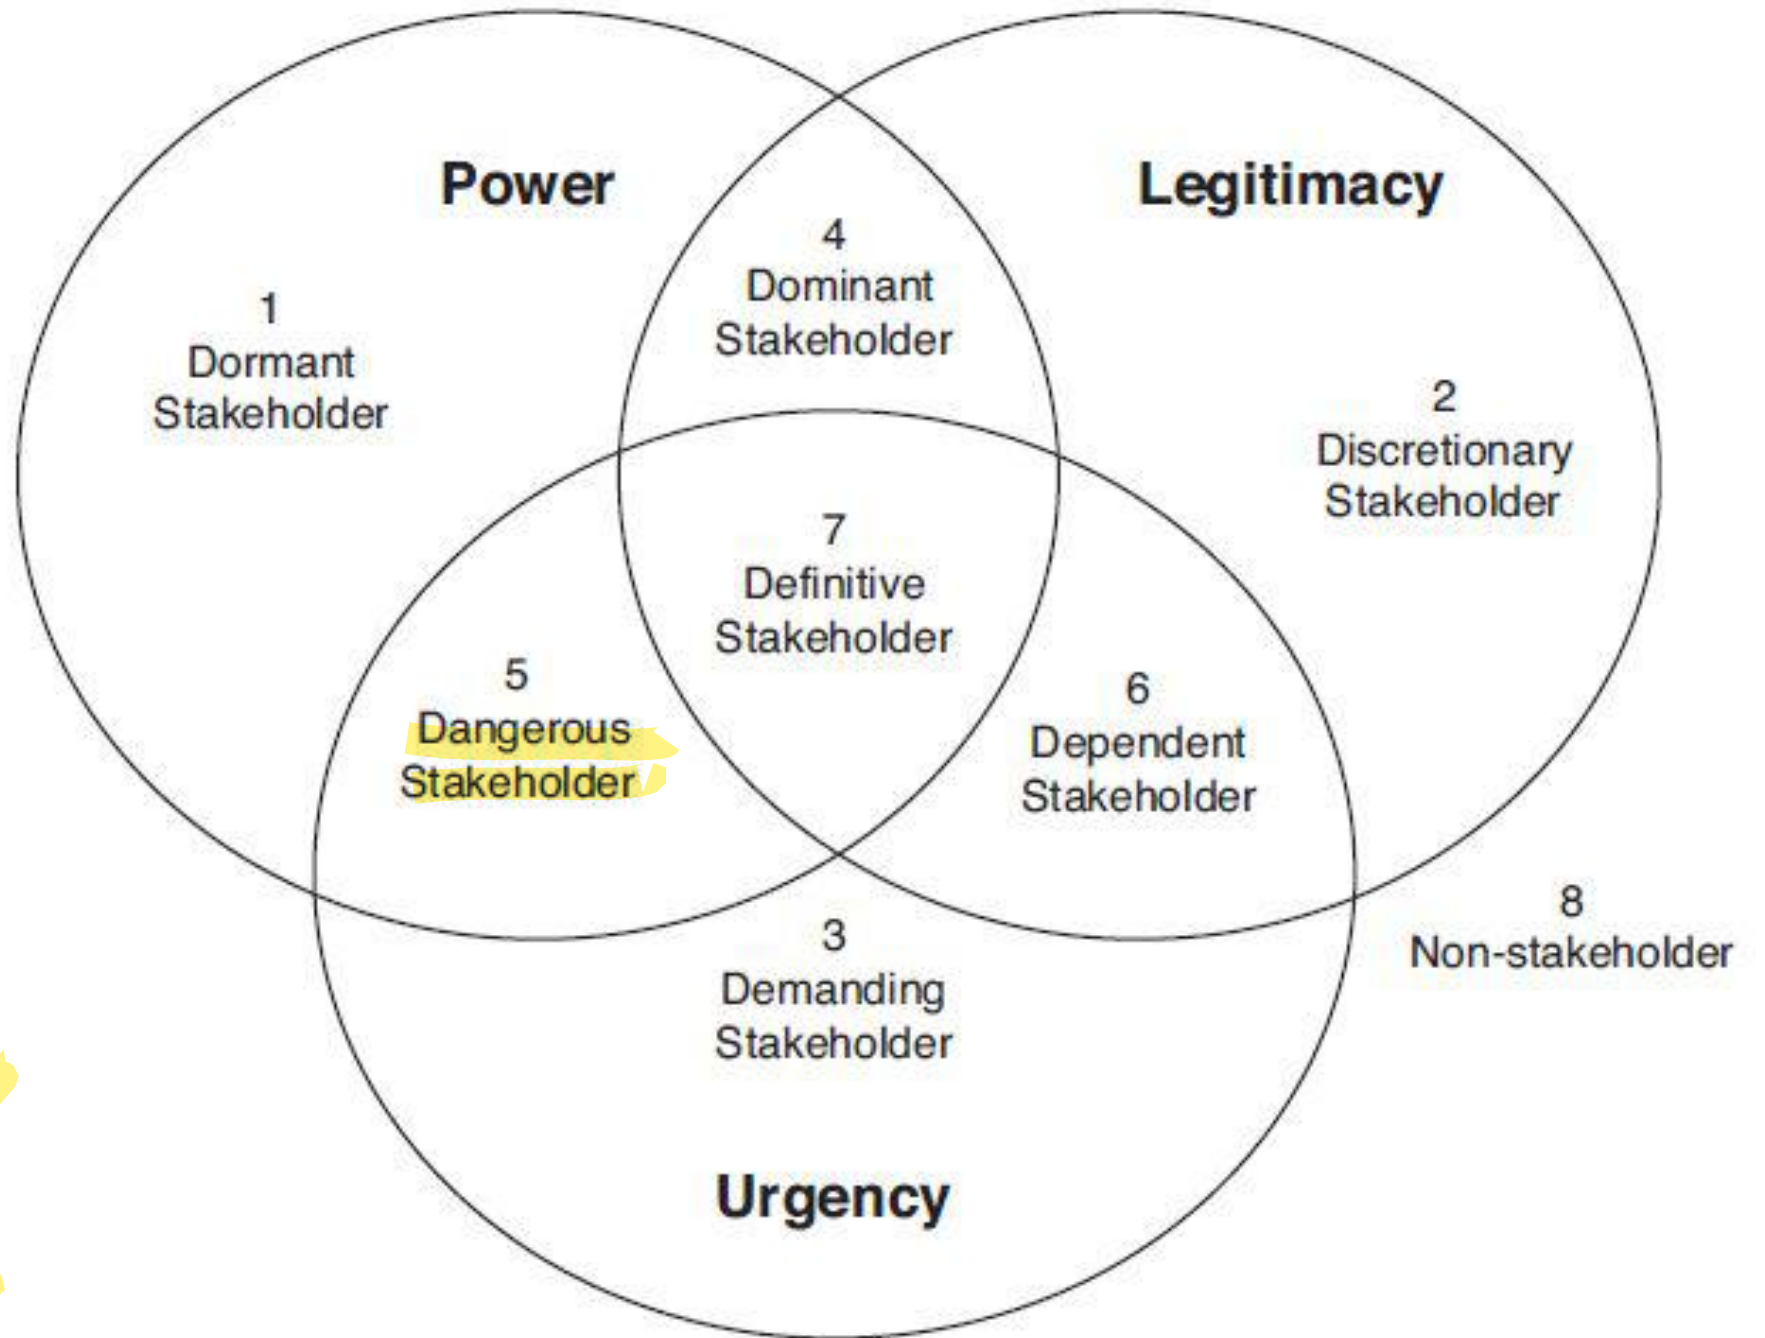 Power
Legitimacy
4
Dominant
Stakeholder
1
Dormant
Stakeholder
2
Discretionary
Stakeholder
7
Definitive
Stakeholder
5
Dangerous
Stakeholder
6
Dependent
Stakeholder
8
Non-stakeholder
3
Demanding
Stakeholder
Urgency